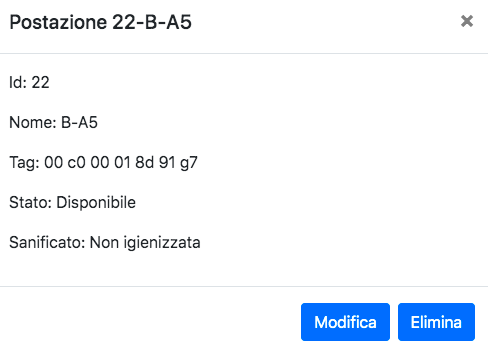 Postazione 22-B-A5 ×
Id: 22
Nome: B-A5
Tag: 00 c0 00 01 8d 91 g7
Stato: Disponibile
Sanificato: Non igienizzata
Modifica Elimina